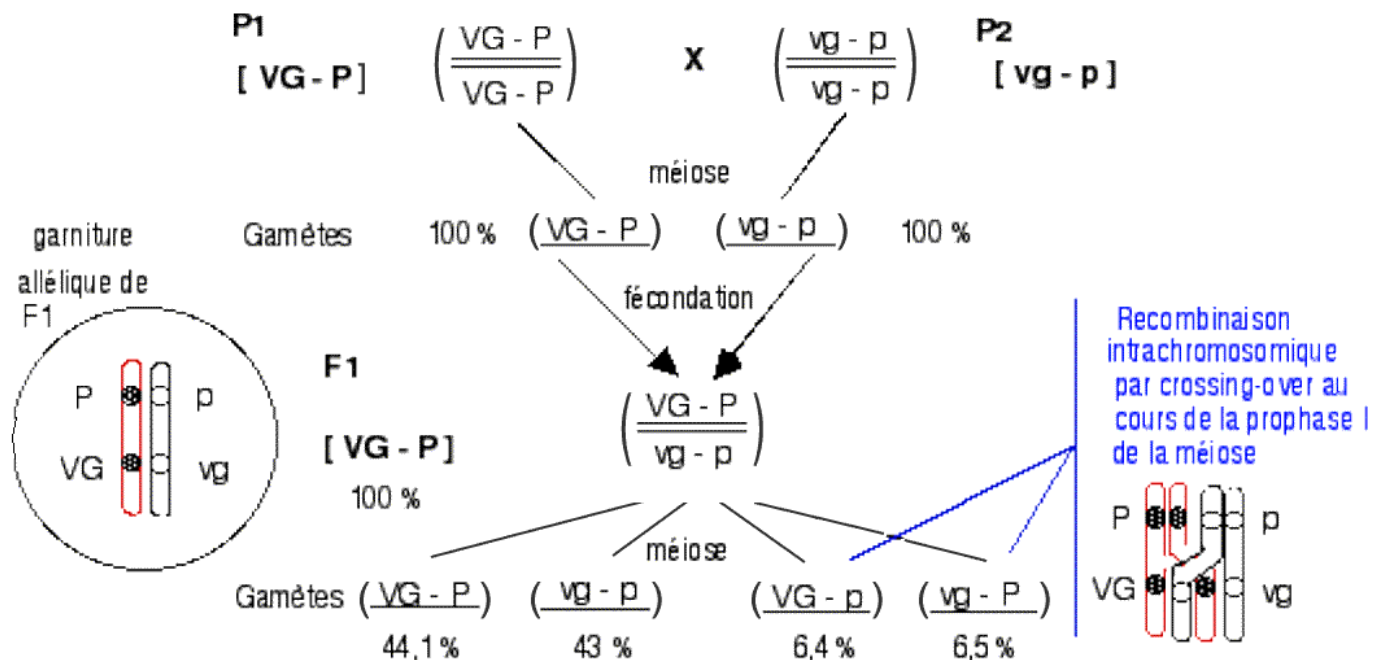 P1
[ VG - P ]
VG - P
VG - P
X
vg - p
vg - p
P2
[ vg - p ]
méiose
Gamètes 100 % (VG - P) (vg - p) 100 %
fécondation
garniture
allélique de
F1
P p
VG vg
F1
[ VG - P ]
100 %
VG - P
vg - p
Recombinaison
intrachromosomique
par crossing-over au
cours de la prophase I
de la méiose
P p
VG vg
méiose
Gamètes (VG - P) (vg - p) (VG - p) (vg - P)
44,1 % 43 % 6,4 % 6,5 %